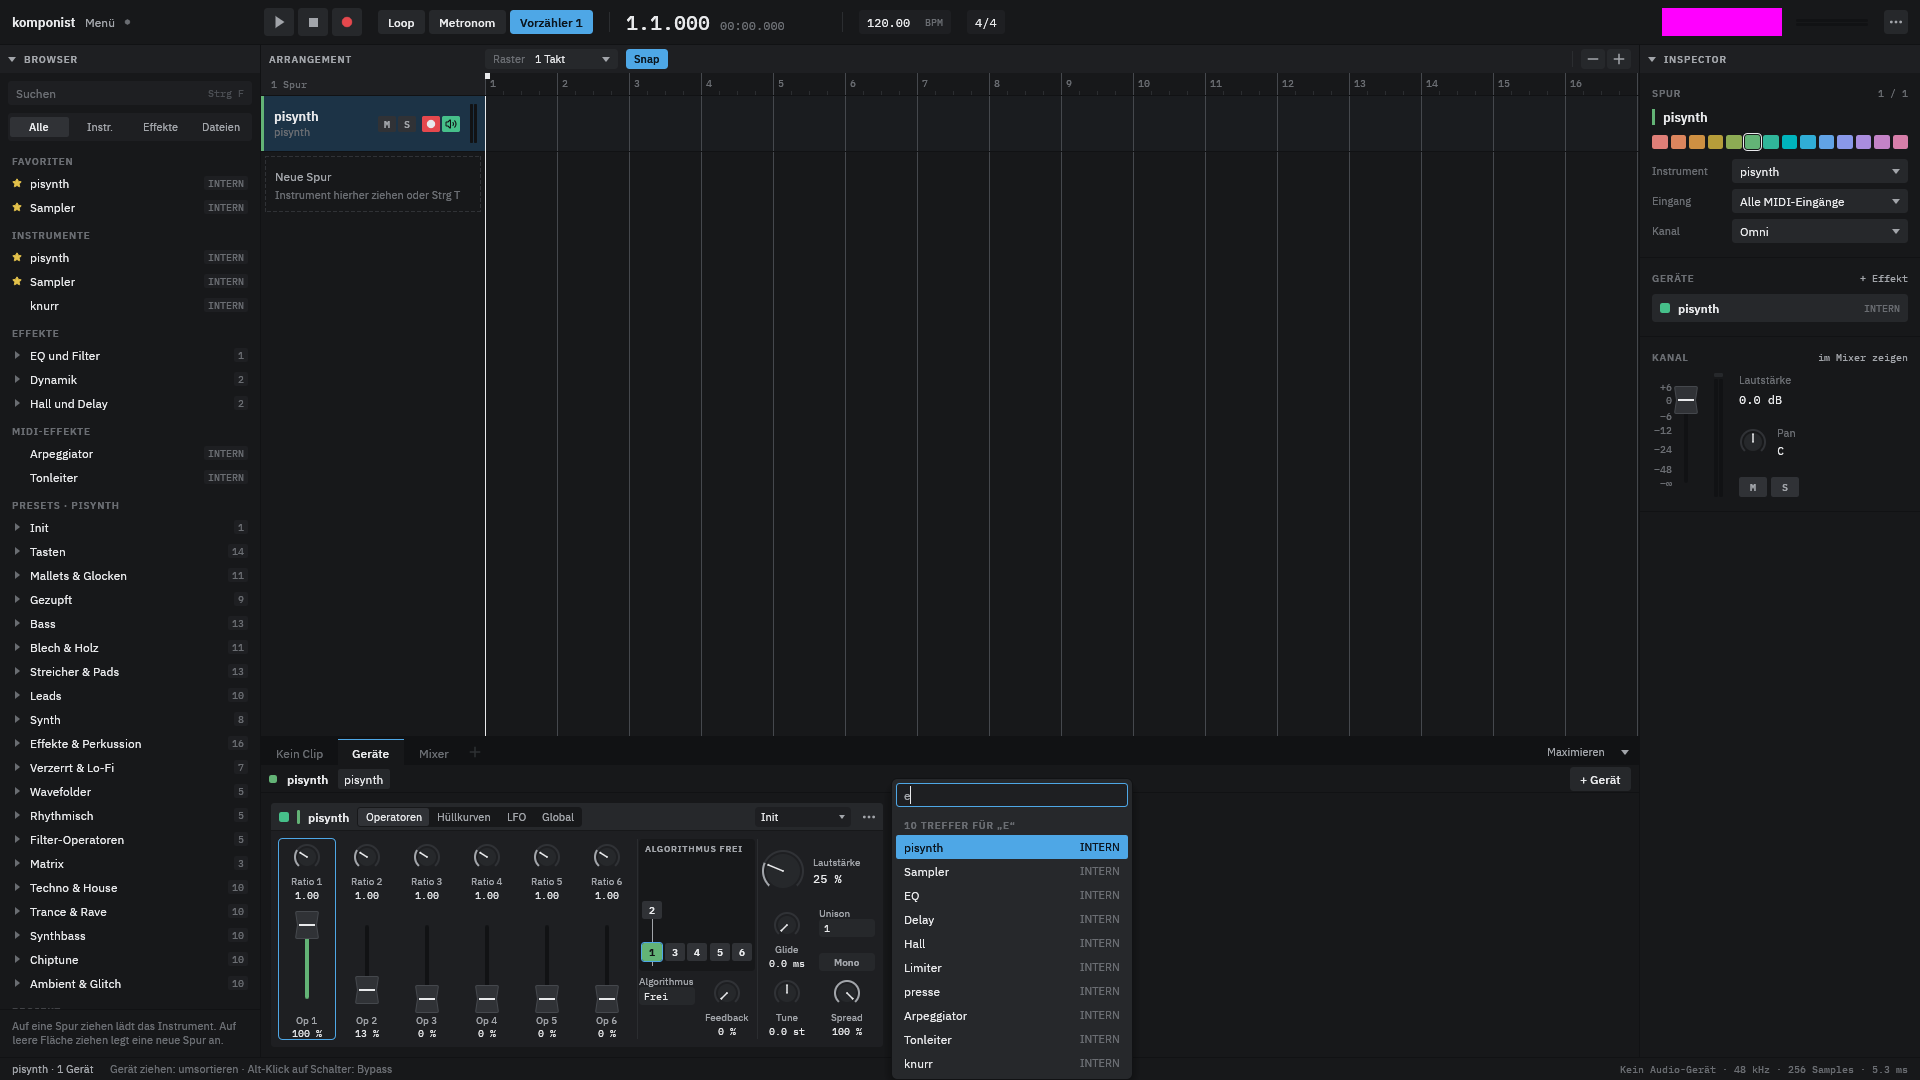 komponist Menü Loop Metronom Vorzähler 1 1.1.000 00:00.000 120.00 BPM 4/4
BROWSER
Suchen Strg F
Alle Instr. Effekte Dateien
FAVORITEN
pisynth INTERN
Sampler INTERN
INSTRUMENTE
pisynth INTERN
Sampler INTERN
knurr INTERN
EFFEKTE
EQ und Filter 1
Dynamik 2
Hall und Delay 2
MIDI-EFFEKTE
Arpeggiator INTERN
Tonleiter INTERN
PRESETS · PISYNTH
Init 1
Tasten 14
Mallets & Glocken 11
Gezupft 9
Bass 13
Blech & Holz 11
Streicher & Pads 13
Leads 10
Synth 8
Effekte & Perkussion 16
Verzerrt & Lo-Fi 7
Wavefolder 5
Rhythmisch 5
Filter-Operatoren 5
Matrix 3
Techno & House 10
Trance & Rave 10
Synthbass 10
Chiptune 10
Ambient & Glitch 10
Auf eine Spur ziehen lädt das Instrument. Auf
leere Fläche ziehen legt eine neue Spur an.
ARRANGEMENT Raster 1 Takt Snap
1 Spur 1 2 3 4 5 6 7 8 9 10 11 12 13 14 15 16
pisynth
pisynth M S
Neue Spur
Instrument hierher ziehen oder Strg T
Kein Clip Geräte Mixer + Maximieren
pisynth pisynth + Gerät
pisynth Operatoren Hüllkurven LFO Global Init
Ratio 1 Ratio 2 Ratio 3 Ratio 4 Ratio 5 Ratio 6
1.00 1.00 1.00 1.00 1.00 1.00
Op 1 Op 2 Op 3 Op 4 Op 5 Op 6
100 % 13 % 0 % 0 % 0 % 0 %
ALGORITHMUS FREI
2
1 3 4 5 6
Algorithmus
Frei
Feedback
0 %
Lautstärke
25 %
Unison
1
Glide
0.0 ms
Mono
Tune
0.0 st
Spread
100 %
e
10 TREFFER FÜR „E“
pisynth INTERN
Sampler INTERN
EQ INTERN
Delay INTERN
Hall INTERN
Limiter INTERN
presse INTERN
Arpeggiator INTERN
Tonleiter INTERN
knurr INTERN
INSPECTOR
SPUR 1 / 1
pisynth
Instrument pisynth
Eingang Alle MIDI-Eingänge
Kanal Omni
GERÄTE + Effekt
pisynth INTERN
KANAL im Mixer zeigen
+6
0
−6
−12
−24
−48
−∞
Lautstärke
0.0 dB
Pan
C
M S
pisynth · 1 Gerät Gerät ziehen: umsortieren · Alt-Klick auf Schalter: Bypass
Kein Audio-Gerät · 48 kHz · 256 Samples · 5.3 ms